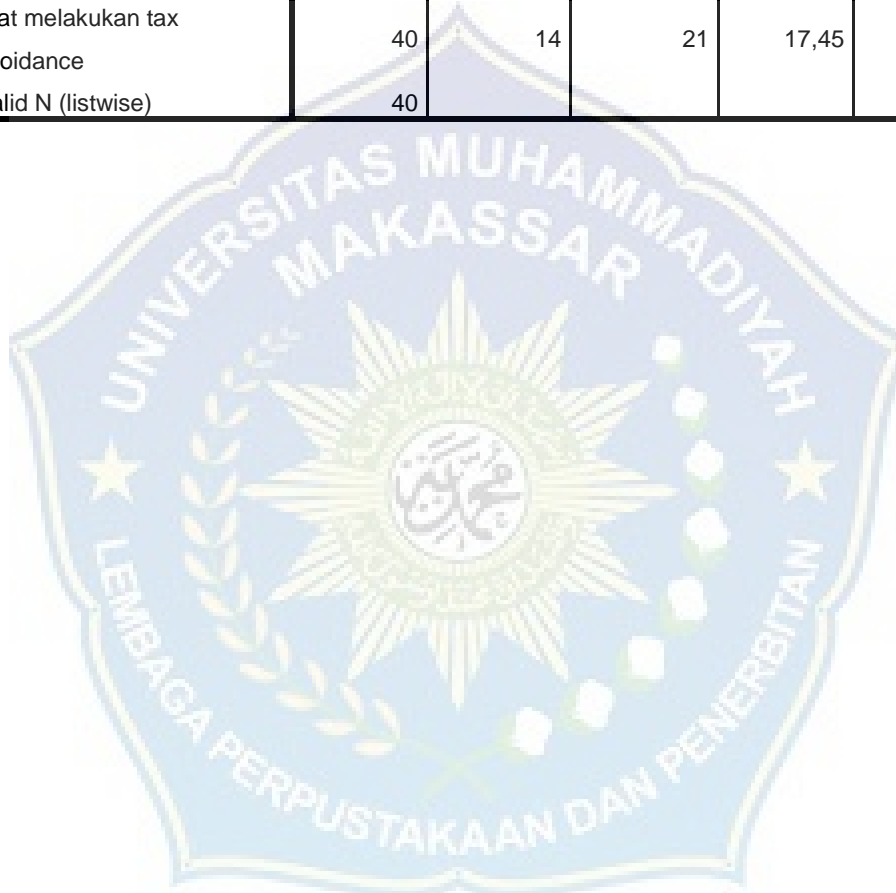 at melakukan tax
oidance
40 14 21 17,45
alid N (listwise) 40
UNIVERSITAS MUHAMMADIYAH
MAKASSAR
LEMBAGA PERPUSTAKAAN DAN PENERBITAN